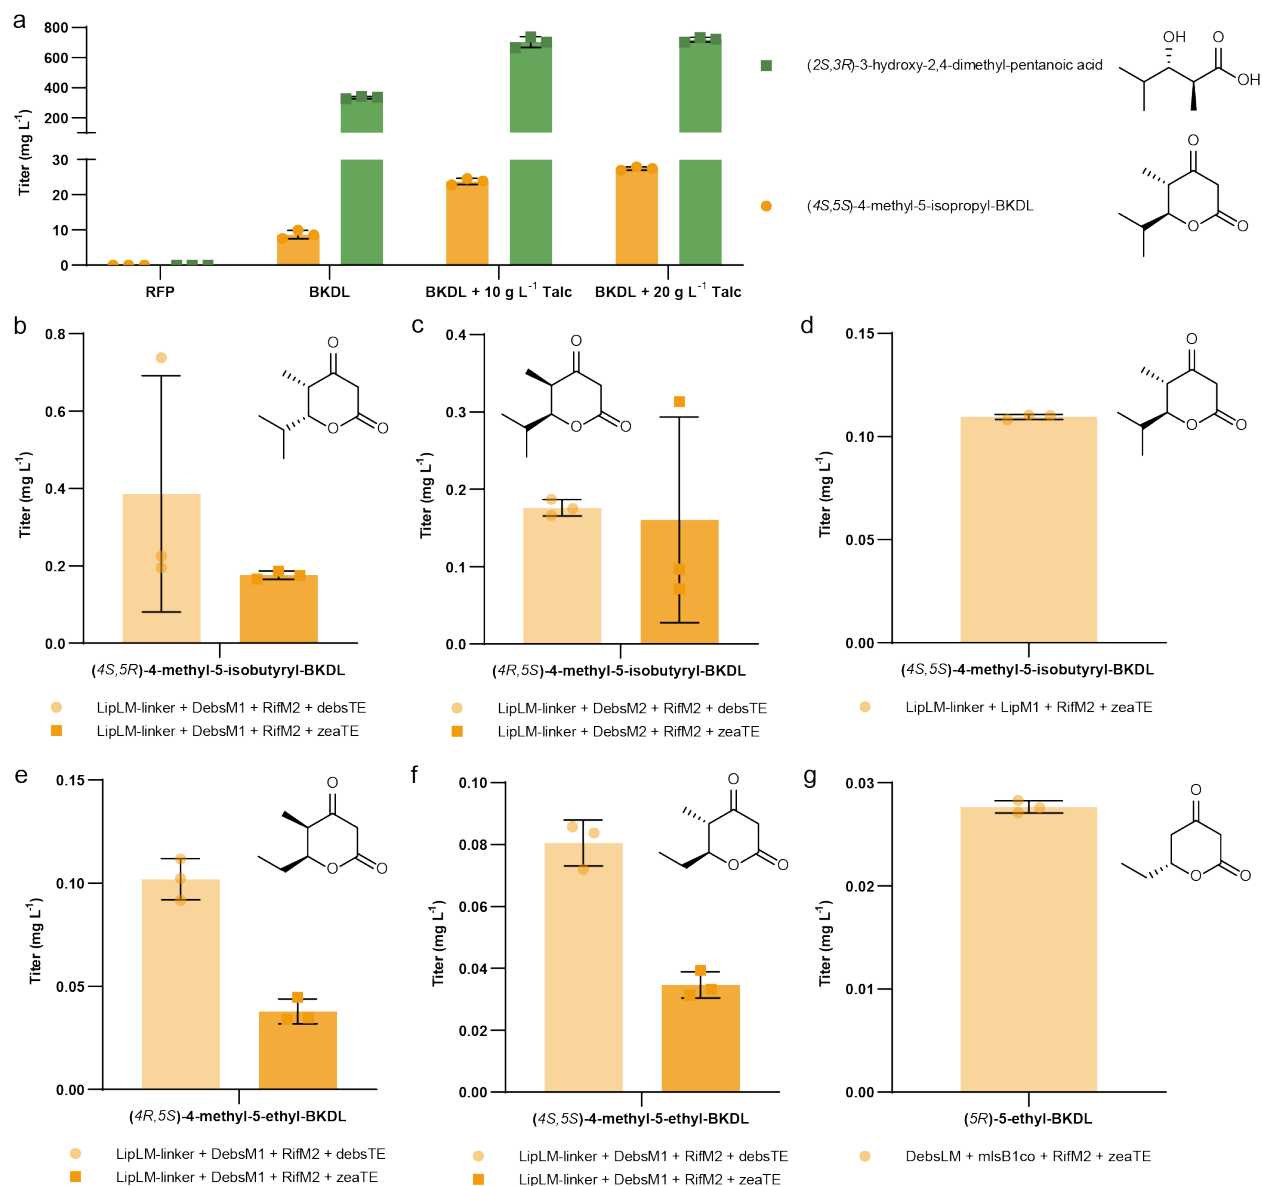 a
800
600
400
200
30
20
10
0
Titer (mg L⁻¹)
RFP
BKDL
BKDL + 10 g L⁻¹ Talc
BKDL + 20 g L⁻¹ Talc
(2S,3R)-3-hydroxy-2,4-dimethyl-pentanoic acid
OH
O
OH
(4S,5S)-4-methyl-5-isopropyl-BKDL
O
O
O
b
0.8
0.6
0.4
0.2
0.0
Titer (mg L⁻¹)
O
O
O
(4S,5R)-4-methyl-5-isobutyryl-BKDL
LipLM-linker + DebsM1 + RifM2 + debsTE
LipLM-linker + DebsM1 + RifM2 + zeaTE
c
0.4
0.3
0.2
0.1
0.0
Titer (mg L⁻¹)
O
O
O
(4R,5S)-4-methyl-5-isobutyryl-BKDL
LipLM-linker + DebsM2 + RifM2 + debsTE
LipLM-linker + DebsM2 + RifM2 + zeaTE
d
0.15
0.10
0.05
0.00
Titer (mg L⁻¹)
O
O
O
(4S,5S)-4-methyl-5-isobutyryl-BKDL
LipLM-linker + LipM1 + RifM2 + zeaTE
e
0.15
0.10
0.05
0.00
Titer (mg L⁻¹)
O
O
O
(4R,5S)-4-methyl-5-ethyl-BKDL
LipLM-linker + DebsM1 + RifM2 + debsTE
LipLM-linker + DebsM1 + RifM2 + zeaTE
f
0.10
0.08
0.06
0.04
0.02
0.00
Titer (mg L⁻¹)
O
O
O
(4S,5S)-4-methyl-5-ethyl-BKDL
LipLM-linker + DebsM1 + RifM2 + debsTE
LipLM-linker + DebsM1 + RifM2 + zeaTE
g
0.03
0.02
0.01
0.00
Titer (mg L⁻¹)
O
O
O
(5R)-5-ethyl-BKDL
DebsLM + mlsB1co + RifM2 + zeaTE